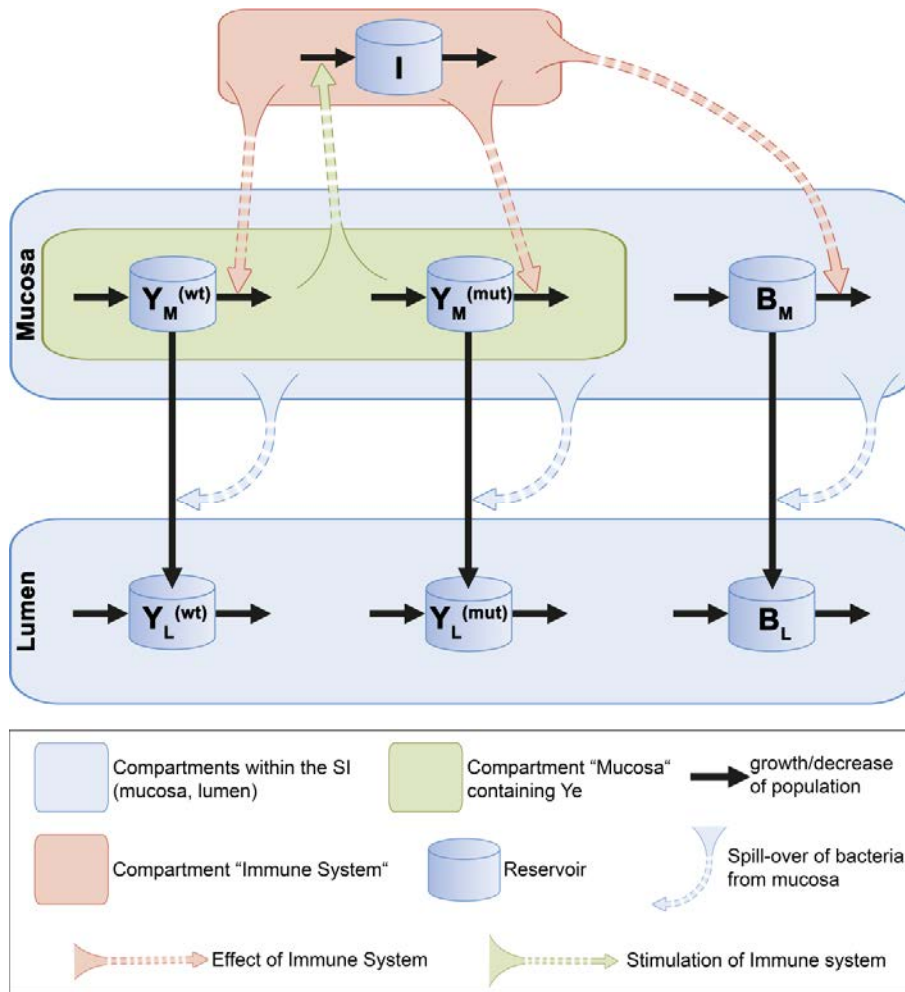 I
Mucosa
Y_M^(wt)
Y_M^(mut)
B_M
Lumen
Y_L^(wt)
Y_L^(mut)
B_L
Compartments within the SI
(mucosa, lumen)
Compartment "Mucosa"
containing Ye
growth/decrease
of population
Compartment "Immune System"
Reservoir
Spill-over of bacteria
from mucosa
Effect of Immune System
Stimulation of Immune system